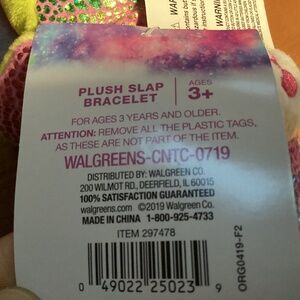 PLUSH SLAP
BRACELET
AGES
3+
FOR AGES 3 YEARS AND OLDER.
ATTENTION: REMOVE ALL THE PLASTIC TAGS,
AS THESE ARE NOT PART OF THE ITEM.
WALGREENS-CNTC-0719
DISTRIBUTED BY: WALGREEN CO.
200 WILMOT RD., DEERFIELD, IL 60015
100% SATISFACTION GUARANTEED
walgreens.com ©2019 Walgreen Co.
MADE IN CHINA 1-800-925-4733
ITEM 297478
0 49022 25023 9
ORG0419-F2